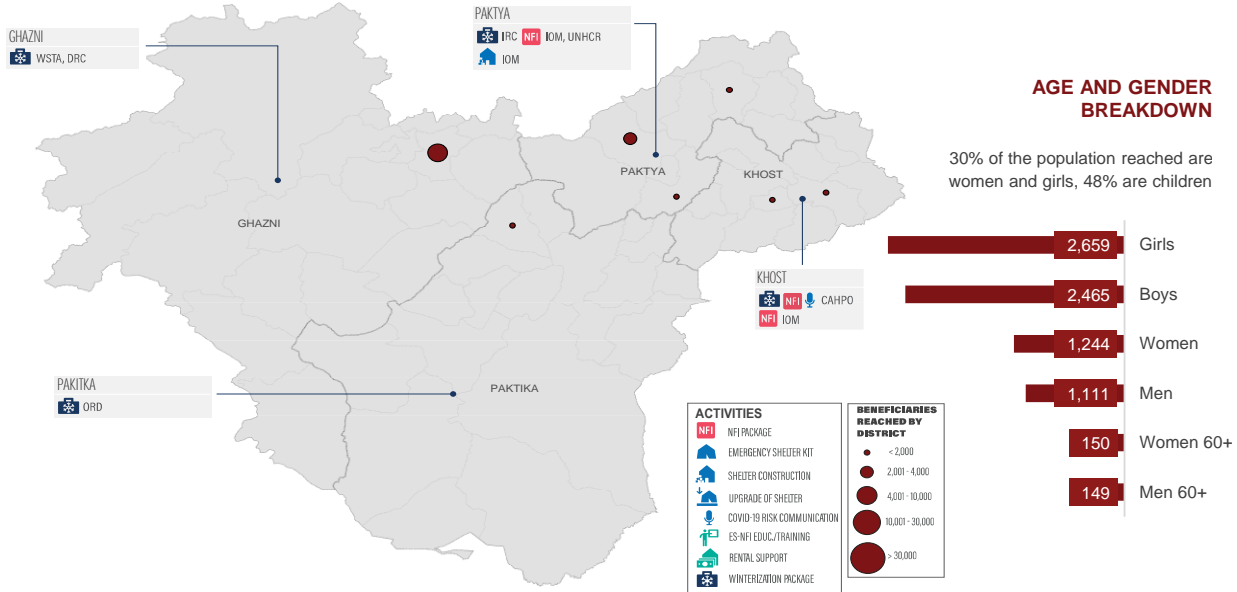 GHAZNI
WSTA, DRC
PAKTYA
IRC NFI IOM, UNHCR
IOM
AGE AND GENDER
BREAKDOWN
30% of the population reached are
women and girls, 48% are children
2,659 Girls
2,465 Boys
1,244 Women
1,111 Men
150 Women 60+
149 Men 60+
PAKTYA
KHOST
GHAZNI
PAKTIKA
KHOST
NFI CAHPO
NFI IOM
PAKITKA
ORD
ACTIVITIES
NFI NFI PACKAGE
EMERGENCY SHELTER KIT
SHELTER CONSTRUCTION
UPGRADE OF SHELTER
COVID-19 RISK COMMUNICATION
ES-NFI EDUC./TRAINING
RENTAL SUPPORT
WINTERIZATION PACKAGE
BENEFICIARIES
REACHED BY
DISTRICT
< 2,000
2,001 - 4,000
4,001 - 10,000
10,001 - 30,000
> 30,000